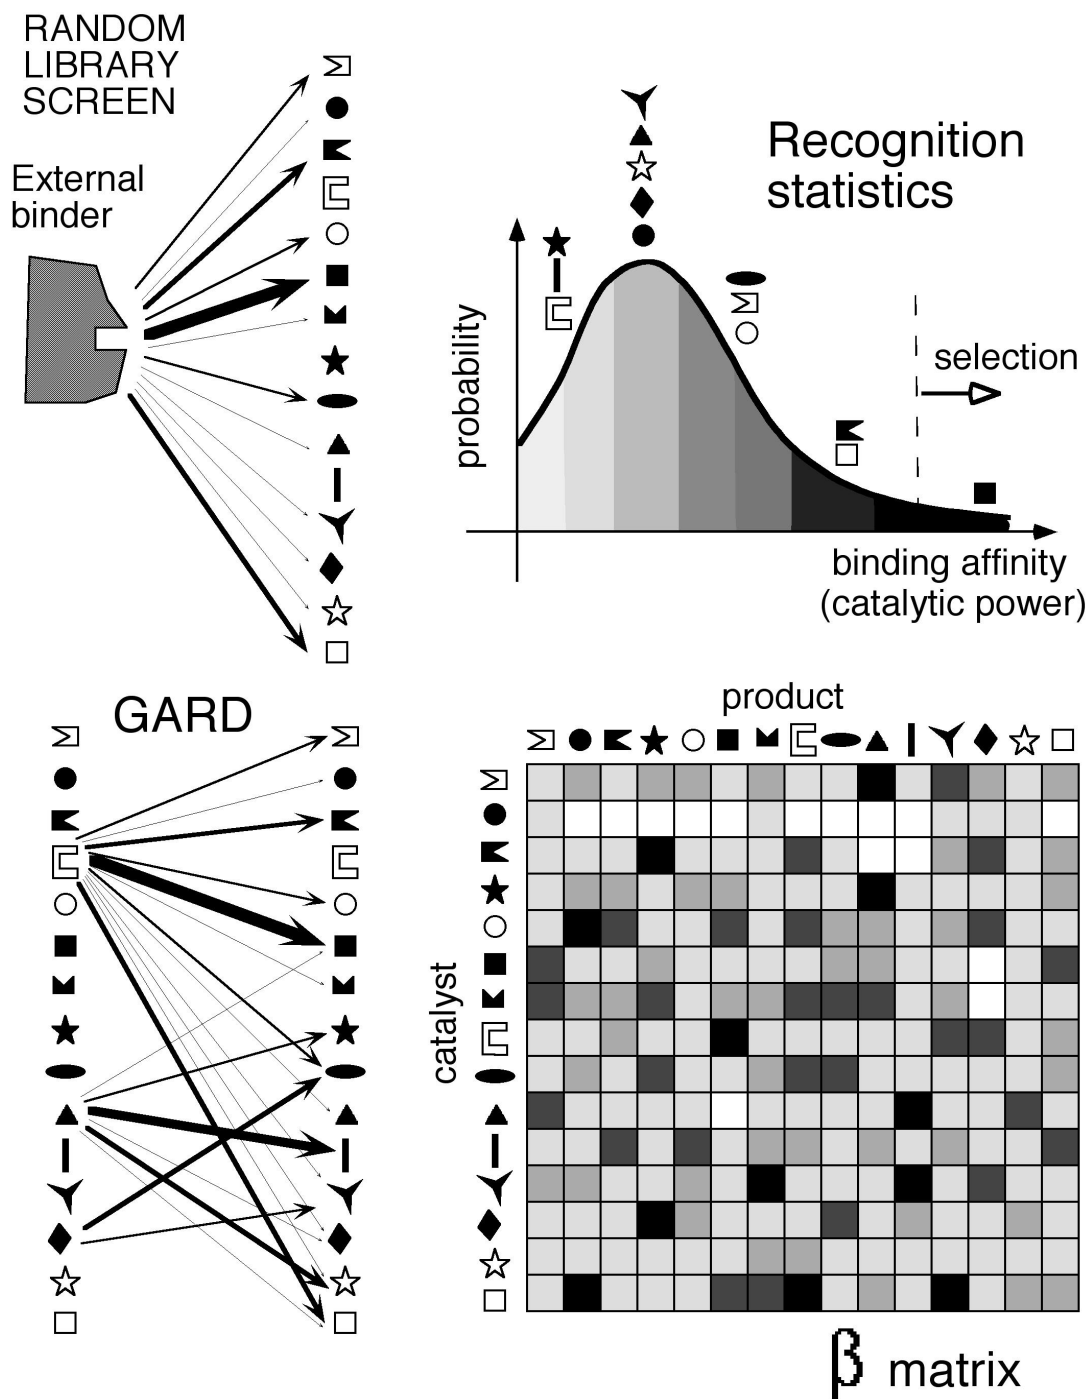 RANDOM
LIBRARY
SCREEN
External
binder
Recognition
statistics
probability
selection
binding affinity
(catalytic power)
GARD
product
catalyst
β matrix